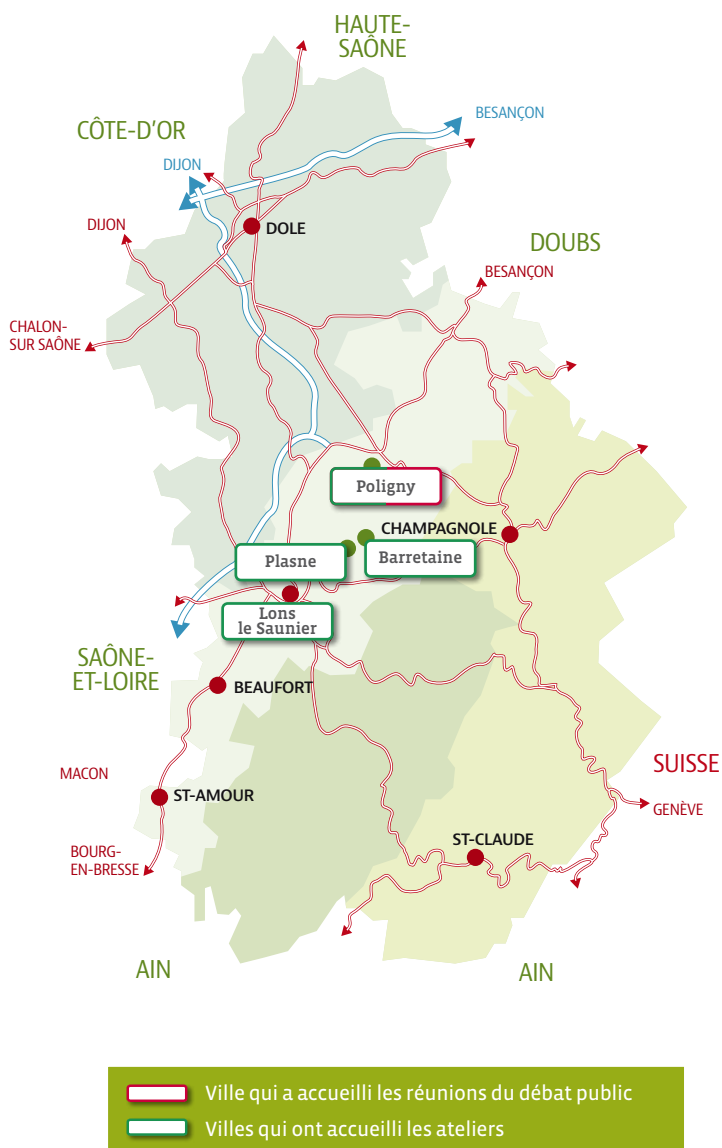 HAUTE-
SAÔNE
BESANÇON
CÔTE-D'OR
DIJON
DIJON
DOLE
DOUBS
BESANÇON
CHALON-
SUR SAÔNE
Poligny
CHAMPAGNOLE
Plasne
Barretaine
Lons
le Saunier
SAÔNE-
ET-LOIRE
BEAUFORT
SUISSE
MACON
ST-AMOUR
GENÈVE
ST-CLAUDE
BOURG-
EN-BRESSE
AIN
AIN
Ville qui a accueilli les réunions du débat public
Villes qui ont accueilli les ateliers